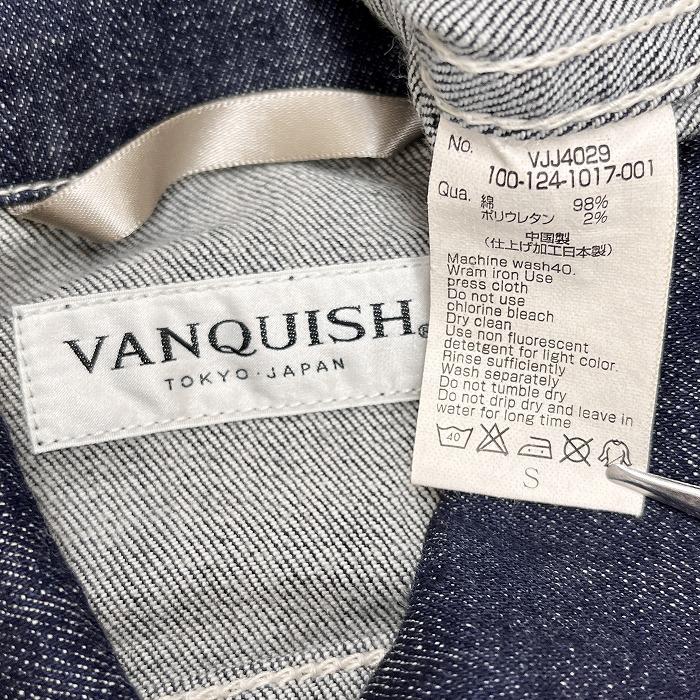 VANQUISH®
TOKYO·JAPAN
No. VJJ4029
100-124-1017-001
Qua. 綿 98%
ポリウレタン 2%
中国製
(仕上げ加工日本製)
Machine wash40.
Wram iron Use
press cloth
Do not use
chlorine bleach
Dry clean
Use non fluorescent
detetgent for light color.
Rinse sufficiently
Wash separately
Do not tumble dry
Do not drip dry and leave in
water for long time
40
S